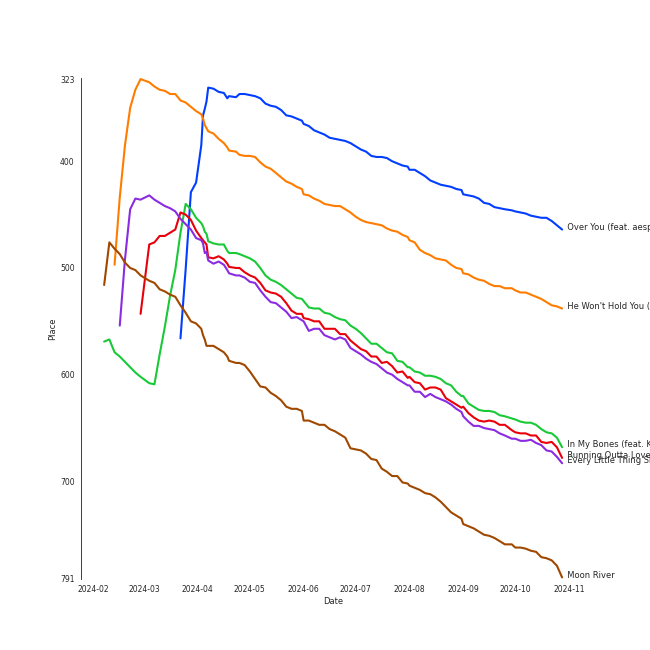 323
400
500
600
700
791
Place
2024-02 2024-03 2024-04 2024-05 2024-06 2024-07 2024-08 2024-09 2024-10 2024-11
Date
Over You (feat. aesp
He Won't Hold You (
In My Bones (feat. K
Running Outta Love
Every Little Thing S
Moon River